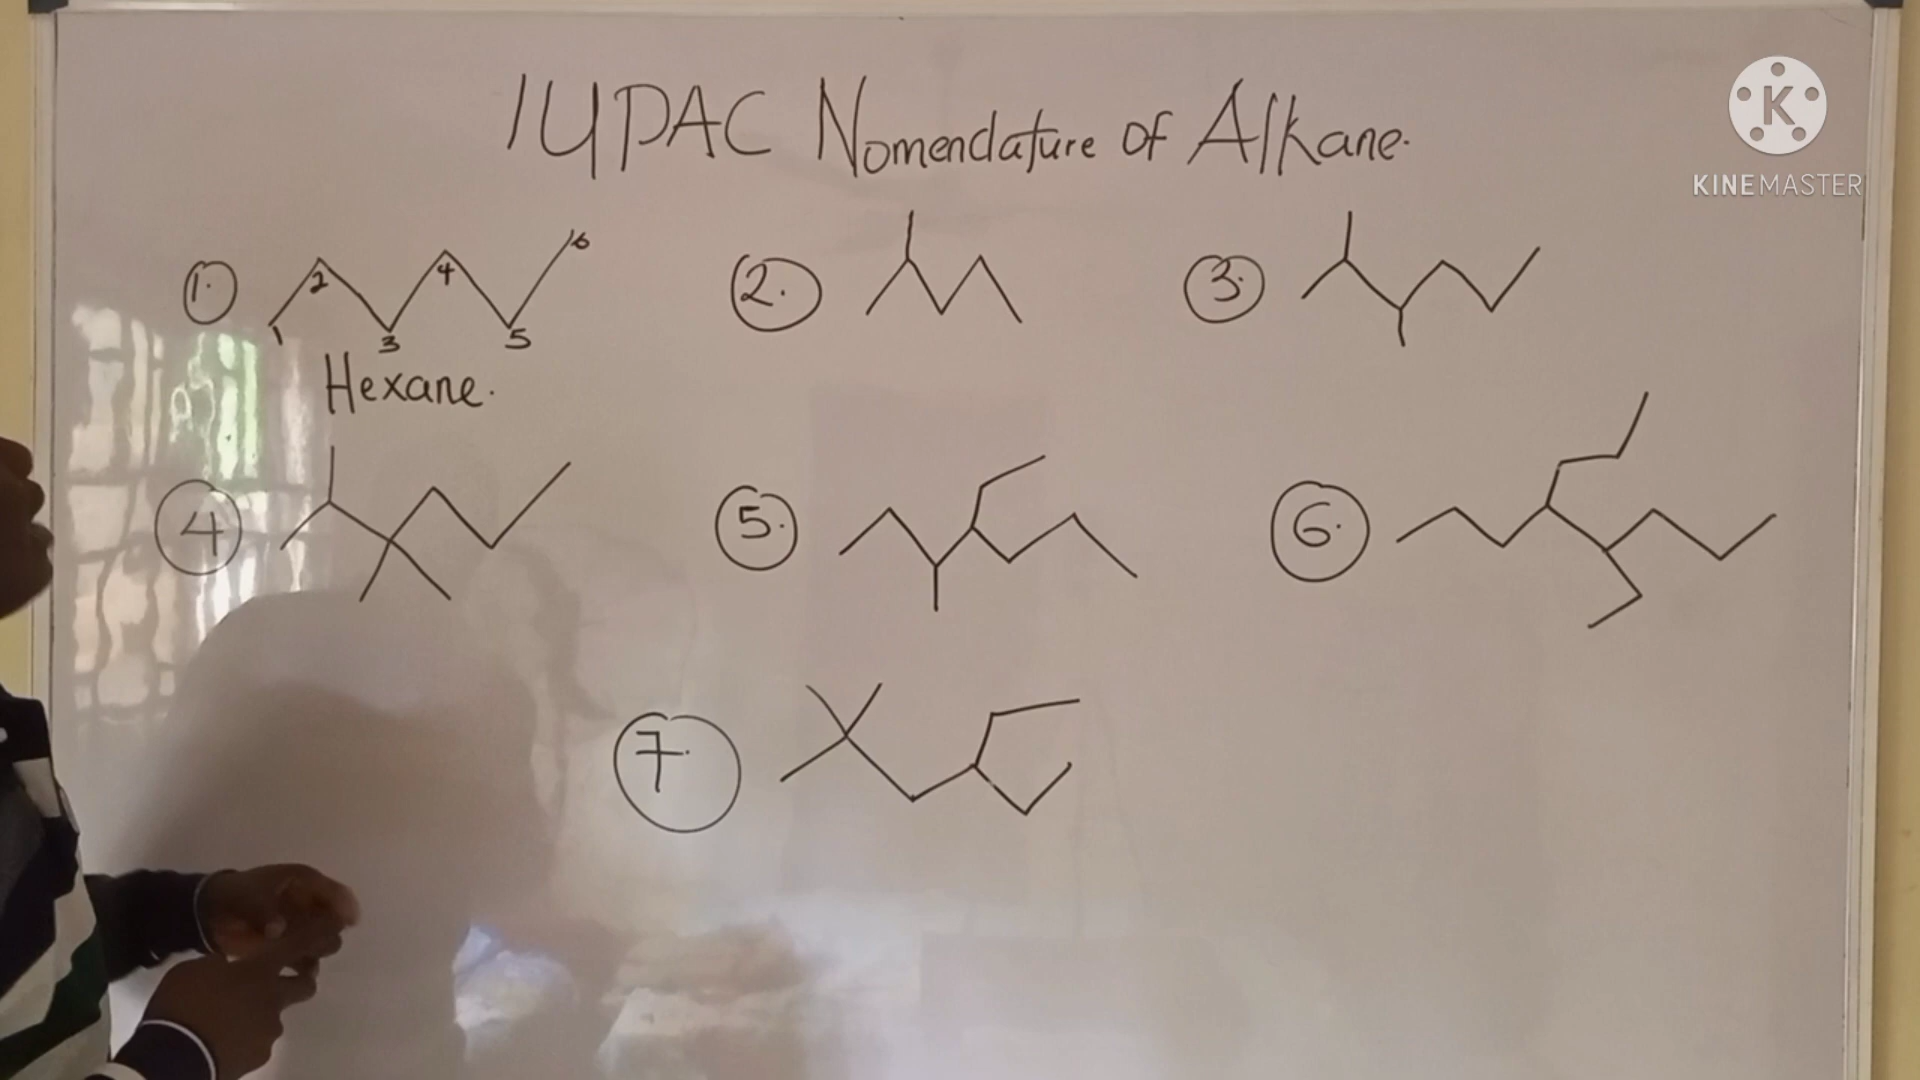 IUPAC Nomenclature of Alkane.
K
KINEMASTER
1. 1 2 3 4 5 6
Hexane.
2.
3.
4
5.
6.
7.